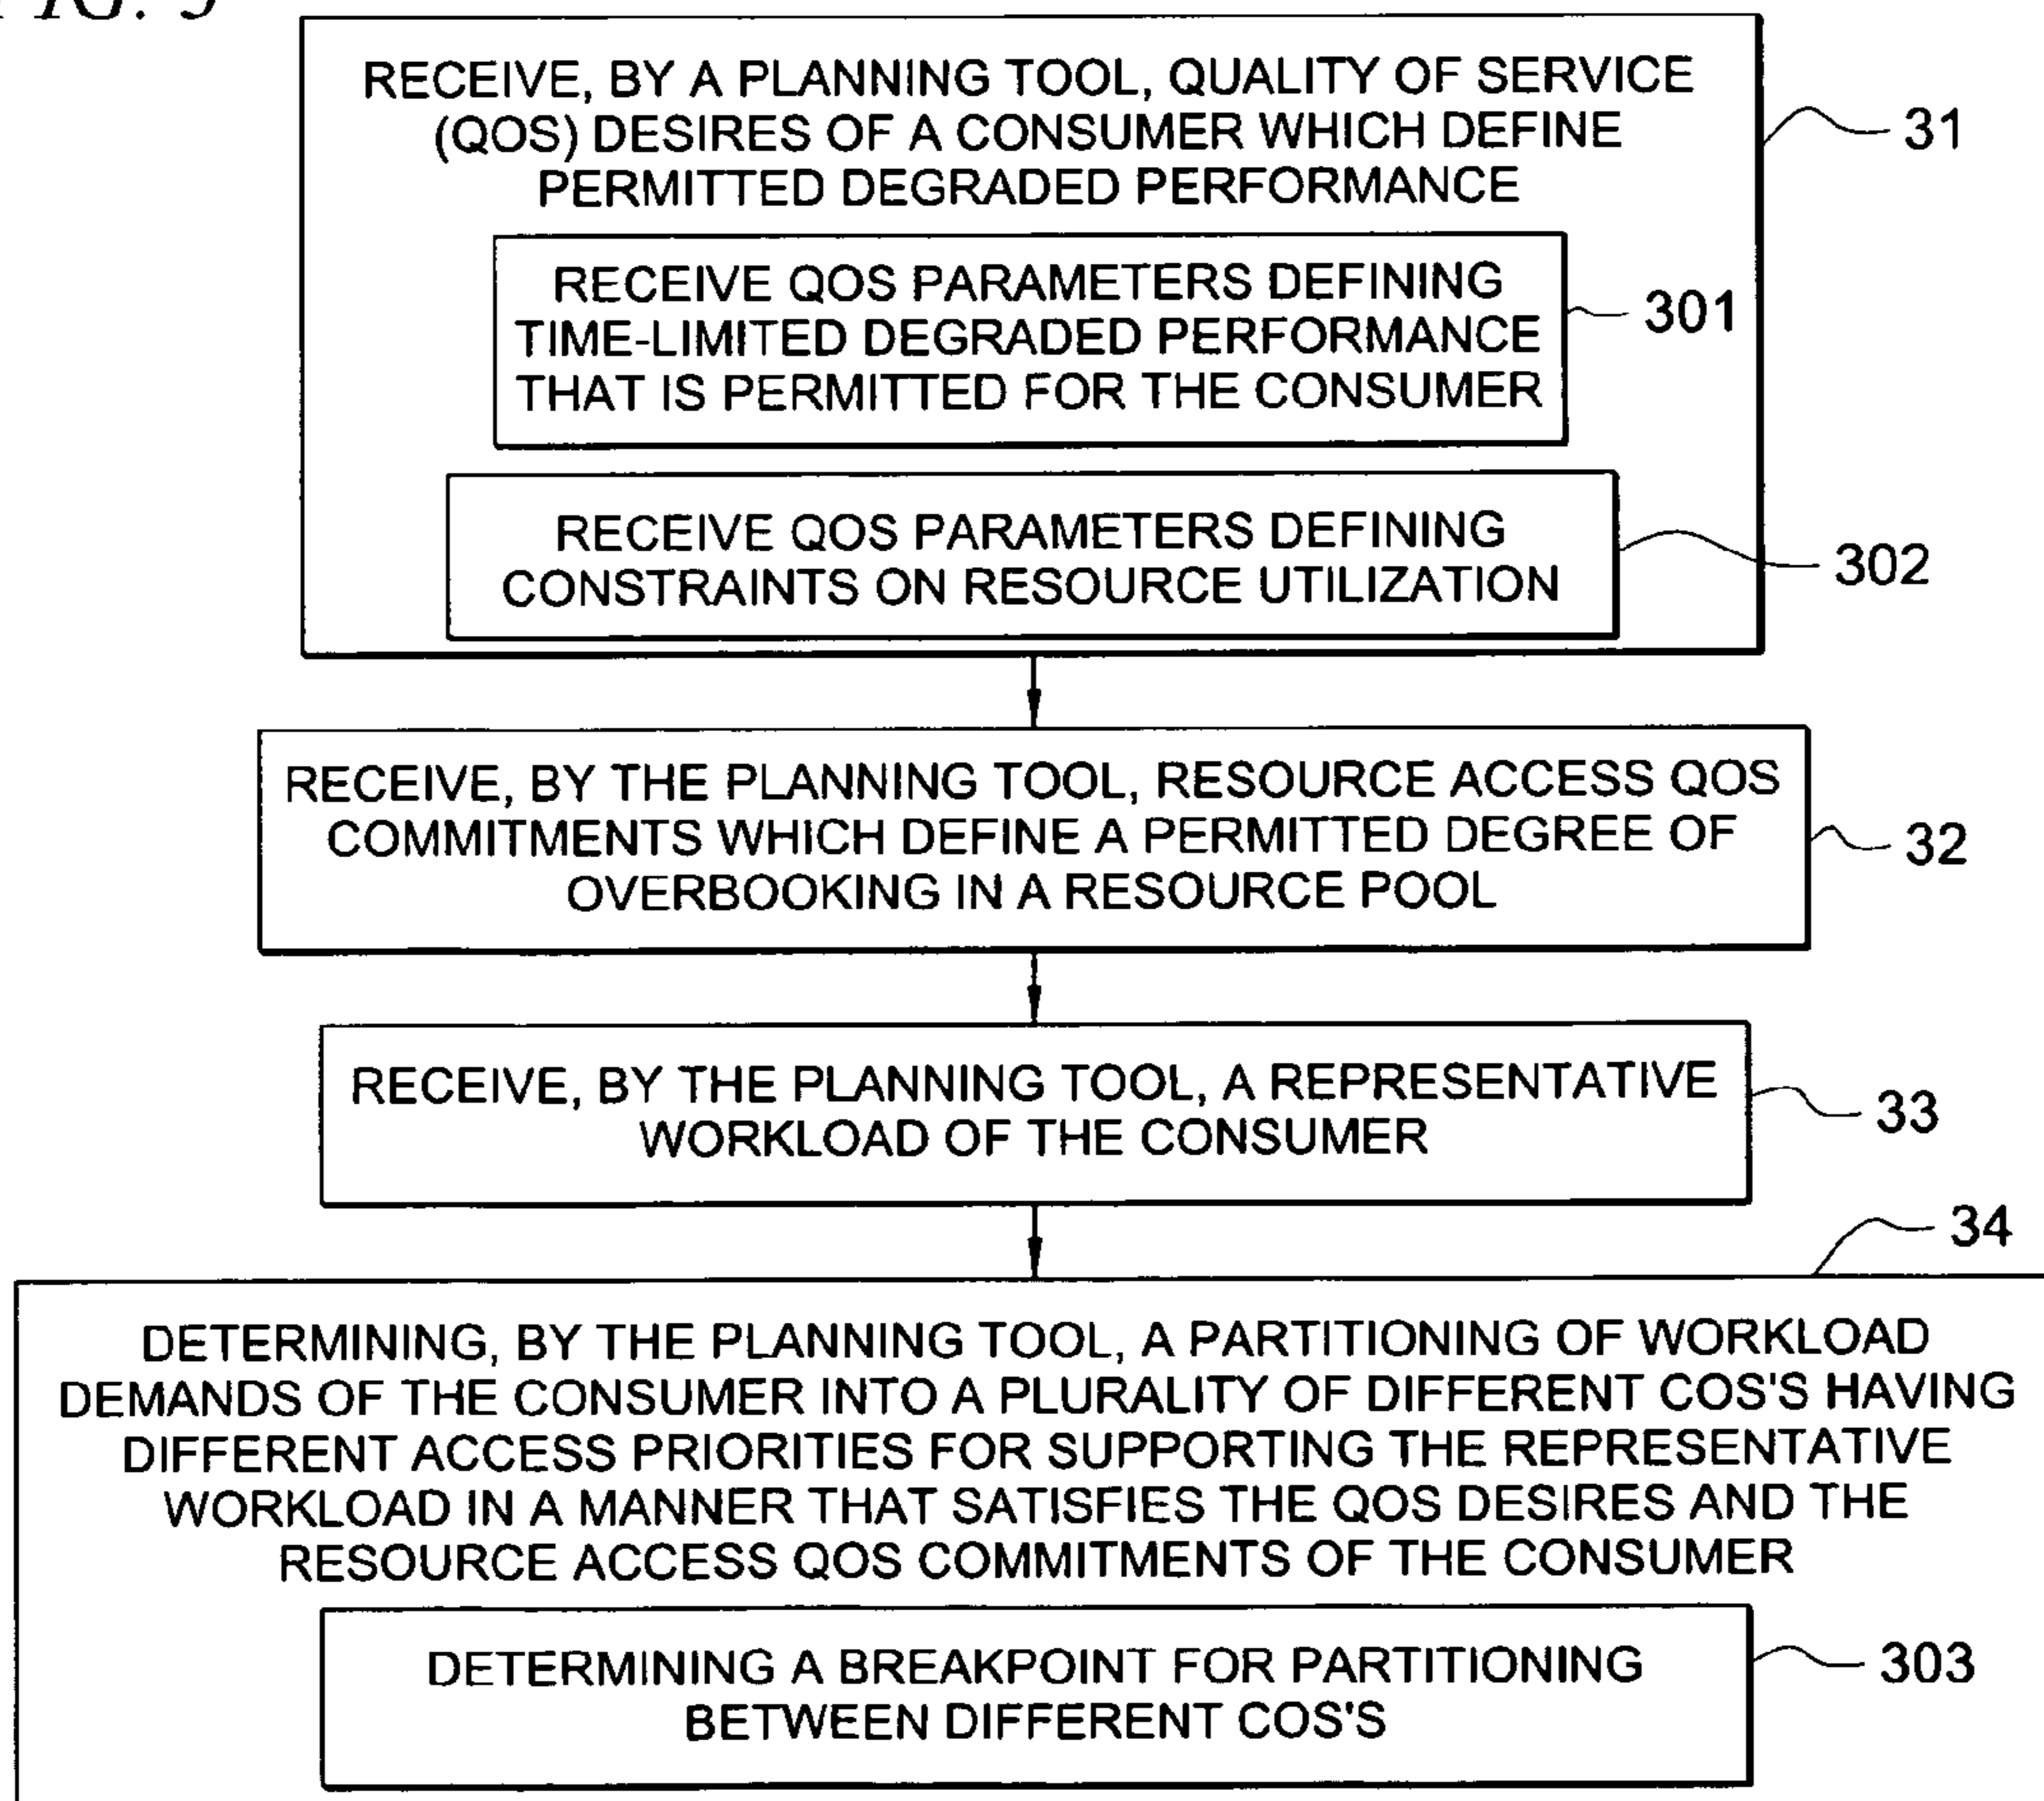 FIG. 3
RECEIVE, BY A PLANNING TOOL, QUALITY OF SERVICE
(QOS) DESIRES OF A CONSUMER WHICH DEFINE
PERMITTED DEGRADED PERFORMANCE
31
RECEIVE QOS PARAMETERS DEFINING
TIME-LIMITED DEGRADED PERFORMANCE
THAT IS PERMITTED FOR THE CONSUMER
301
RECEIVE QOS PARAMETERS DEFINING
CONSTRAINTS ON RESOURCE UTILIZATION
302
RECEIVE, BY THE PLANNING TOOL, RESOURCE ACCESS QOS
COMMITMENTS WHICH DEFINE A PERMITTED DEGREE OF
OVERBOOKING IN A RESOURCE POOL
32
RECEIVE, BY THE PLANNING TOOL, A REPRESENTATIVE
WORKLOAD OF THE CONSUMER
33
34
DETERMINING, BY THE PLANNING TOOL, A PARTITIONING OF WORKLOAD
DEMANDS OF THE CONSUMER INTO A PLURALITY OF DIFFERENT COS'S HAVING
DIFFERENT ACCESS PRIORITIES FOR SUPPORTING THE REPRESENTATIVE
WORKLOAD IN A MANNER THAT SATISFIES THE QOS DESIRES AND THE
RESOURCE ACCESS QOS COMMITMENTS OF THE CONSUMER
DETERMINING A BREAKPOINT FOR PARTITIONING
BETWEEN DIFFERENT COS'S
303